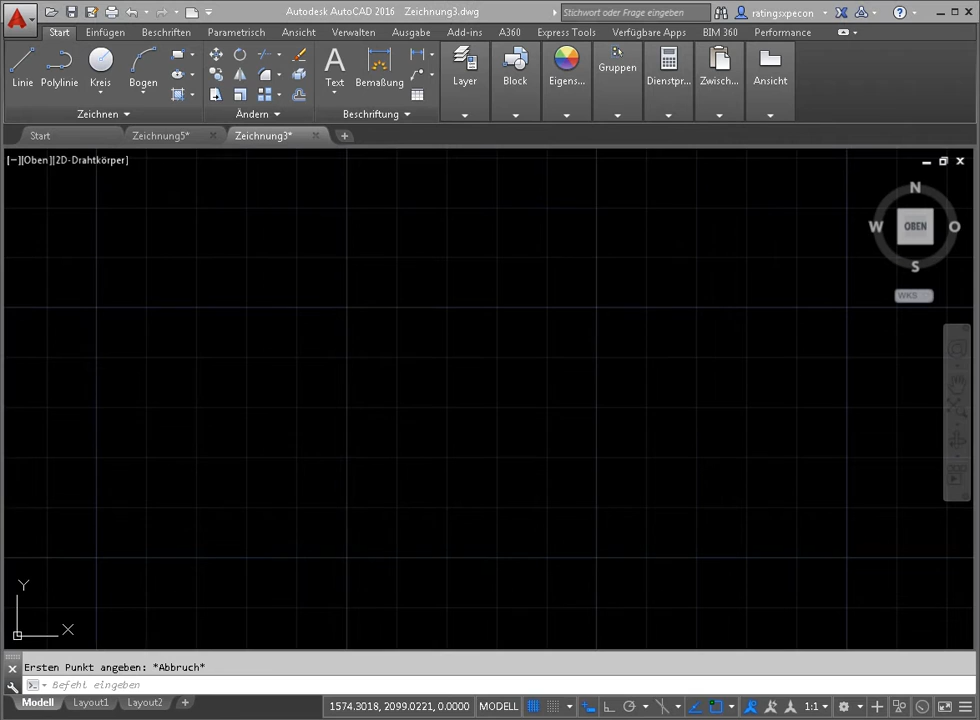 Autodesk AutoCAD 2016 Zeichnung3.dwg
Stichwort oder Frage eingeben
ratingsxpecon
Start Einfügen Beschriften Parametrisch Ansicht Verwalten Ausgabe Add-ins A360 Express Tools Verfügbare Apps BIM 360 Performance
Linie Polylinie Kreis Bogen
Text Bemaßung
Layer Block Eigens... Gruppen Dienstpr... Zwisch... Ansicht
Zeichnen Ändern Beschriftung
Start Zeichnung5* Zeichnung3*
[−][Oben][2D-Drahtkörper]
N
W OBEN O
S
WKS
Y
X
Ersten Punkt angeben: *Abbruch*
Befehl eingeben
Modell Layout1 Layout2 +
1574.3018, 2099.0221, 0.0000 MODELL 1:1